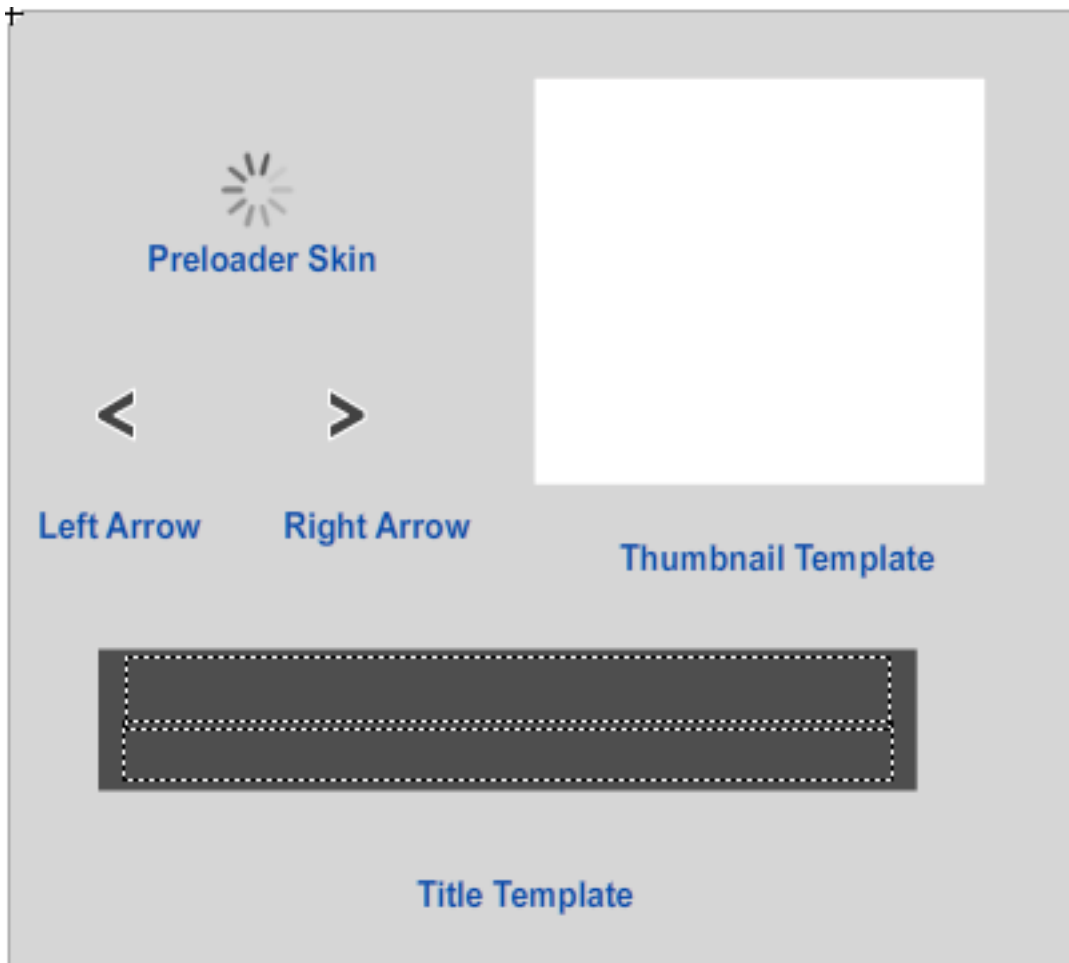 Preloader Skin
< >
Left Arrow Right Arrow
Thumbnail Template
Title Template